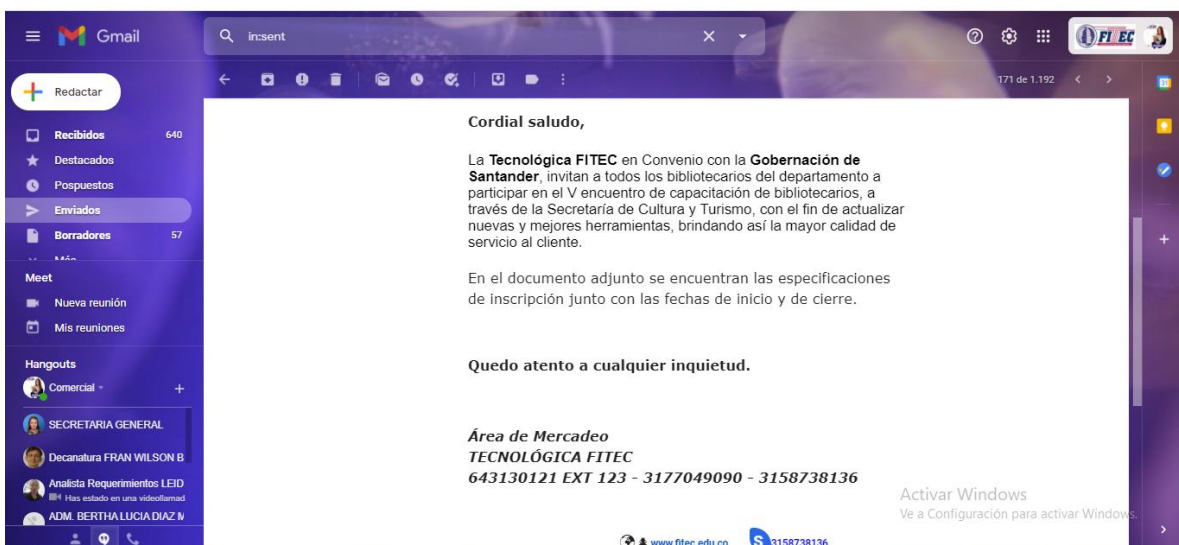 Gmail
in:sent
FITEC
Redactar
171 de 1.192
Recibidos 640
Destacados
Pospuestos
Enviados
Borradores 57
Más
Meet
Nueva reunión
Mis reuniones
Hangouts
Comercial
SECRETARIA GENERAL
Decanatura FRAN WILSON B
Analista Requerimientos LEID
Has estado en una videollamad
ADM. BERTHA LUCIA DIAZ M
Cordial saludo,
La Tecnológica FITEC en Convenio con la Gobernación de
Santander, invitan a todos los bibliotecarios del departamento a
participar en el V encuentro de capacitación de bibliotecarios, a
través de la Secretaría de Cultura y Turismo, con el fin de actualizar
nuevas y mejores herramientas, brindando así la mayor calidad de
servicio al cliente.
En el documento adjunto se encuentran las especificaciones
de inscripción junto con las fechas de inicio y de cierre.
Quedo atento a cualquier inquietud.
Área de Mercadeo
TECNOLÓGICA FITEC
643130121 EXT 123 - 3177049090 - 3158738136
www.fitec.edu.co S 3158738136
Activar Windows
Ve a Configuración para activar Windows.